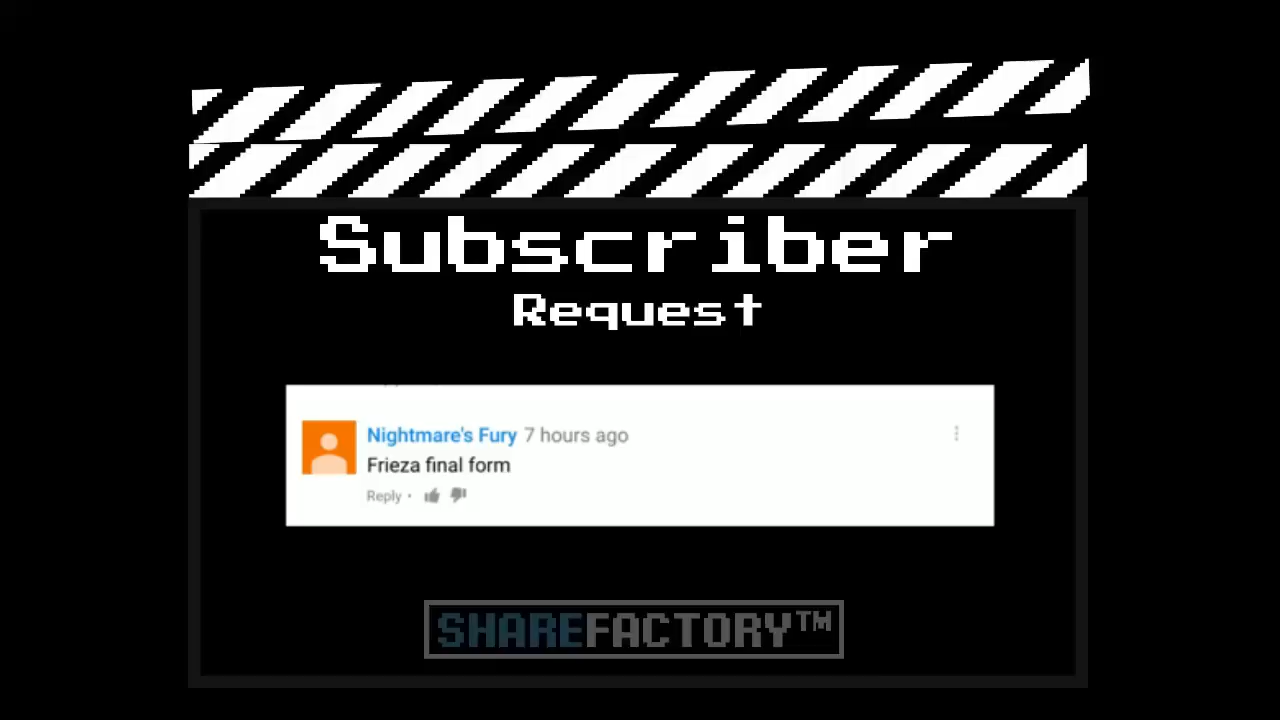 Subscriber
Request
Nightmare's Fury 7 hours ago
Frieza final form
Reply •
SHAREFACTORY™